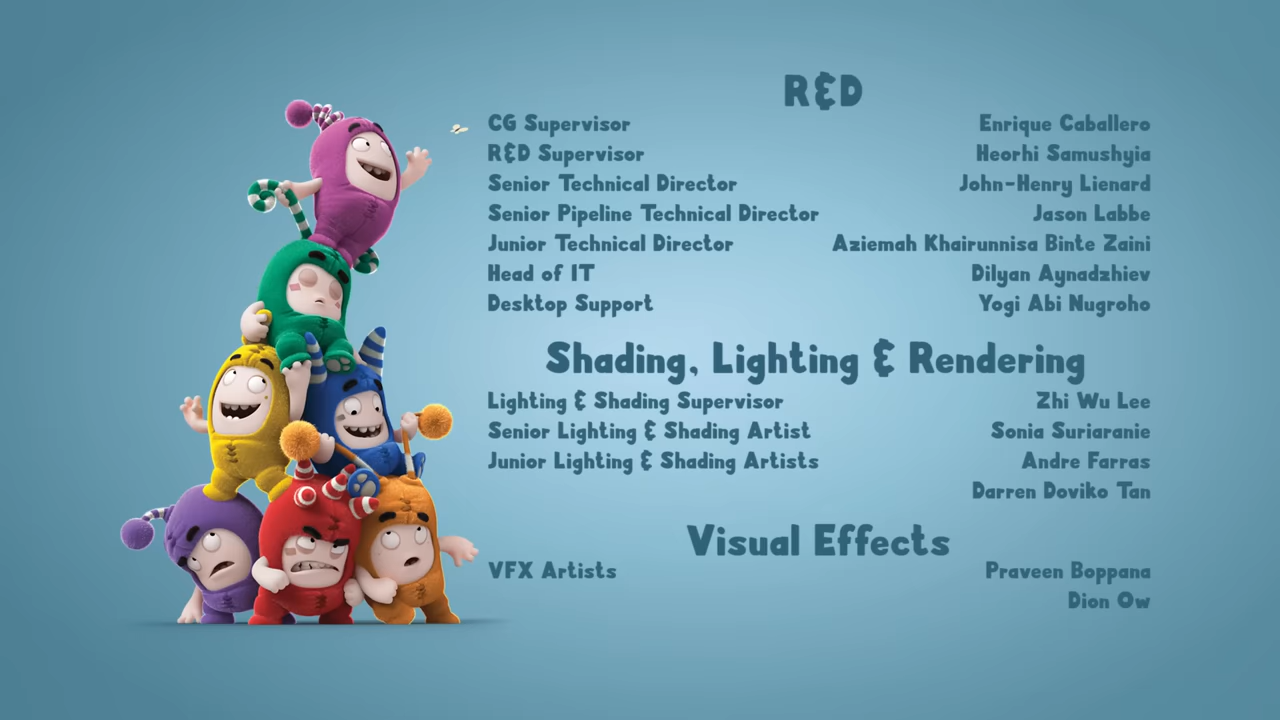 R&D
CG Supervisor Enrique Caballero
R&D Supervisor Heorhi Samushyia
Senior Technical Director John-Henry Lienard
Senior Pipeline Technical Director Jason Labbe
Junior Technical Director Aziemah Khairunnisa Binte Zaini
Head of IT Dilyan Aynadzhiev
Desktop Support Yogi Abi Nugroho
Shading, Lighting & Rendering
Lighting & Shading Supervisor Zhi Wu Lee
Senior Lighting & Shading Artist Sonia Suriaranie
Junior Lighting & Shading Artists Andre Farras
Darren Doviko Tan
Visual Effects
VFX Artists Praveen Boppana
Dion Ow